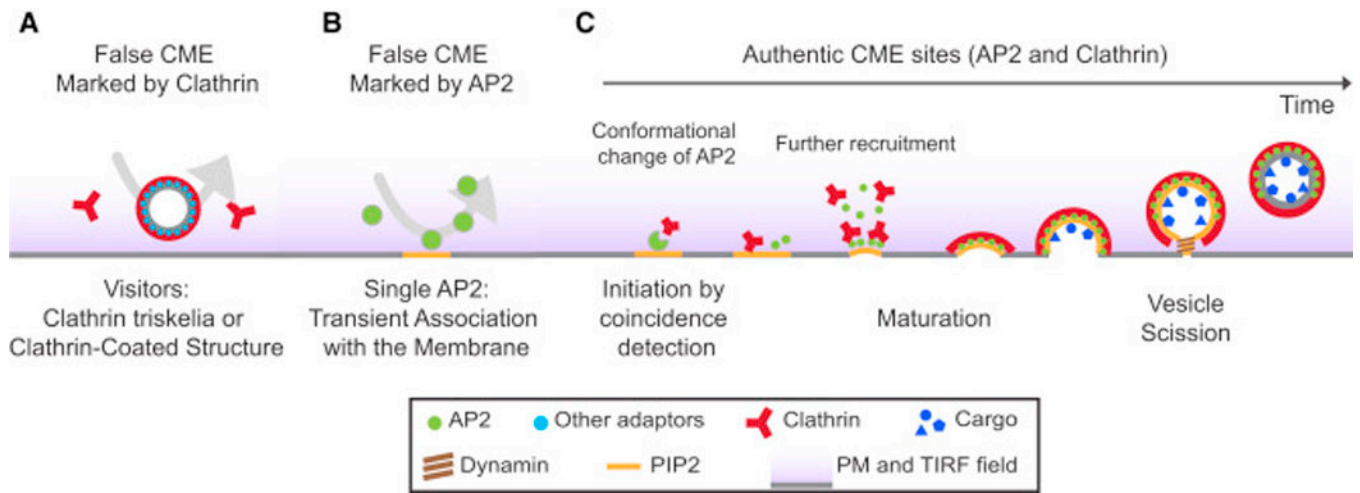 A
False CME
Marked by Clathrin
Visitors:
Clathrin triskelia or
Clathrin-Coated Structure
B
False CME
Marked by AP2
Single AP2:
Transient Association
with the Membrane
C
Authentic CME sites (AP2 and Clathrin)
Time
Conformational
change of AP2
Further recruitment
Initiation by
coincidence
detection
Maturation
Vesicle
Scission
AP2
Other adaptors
Clathrin
Cargo
Dynamin
PIP2
PM and TIRF field